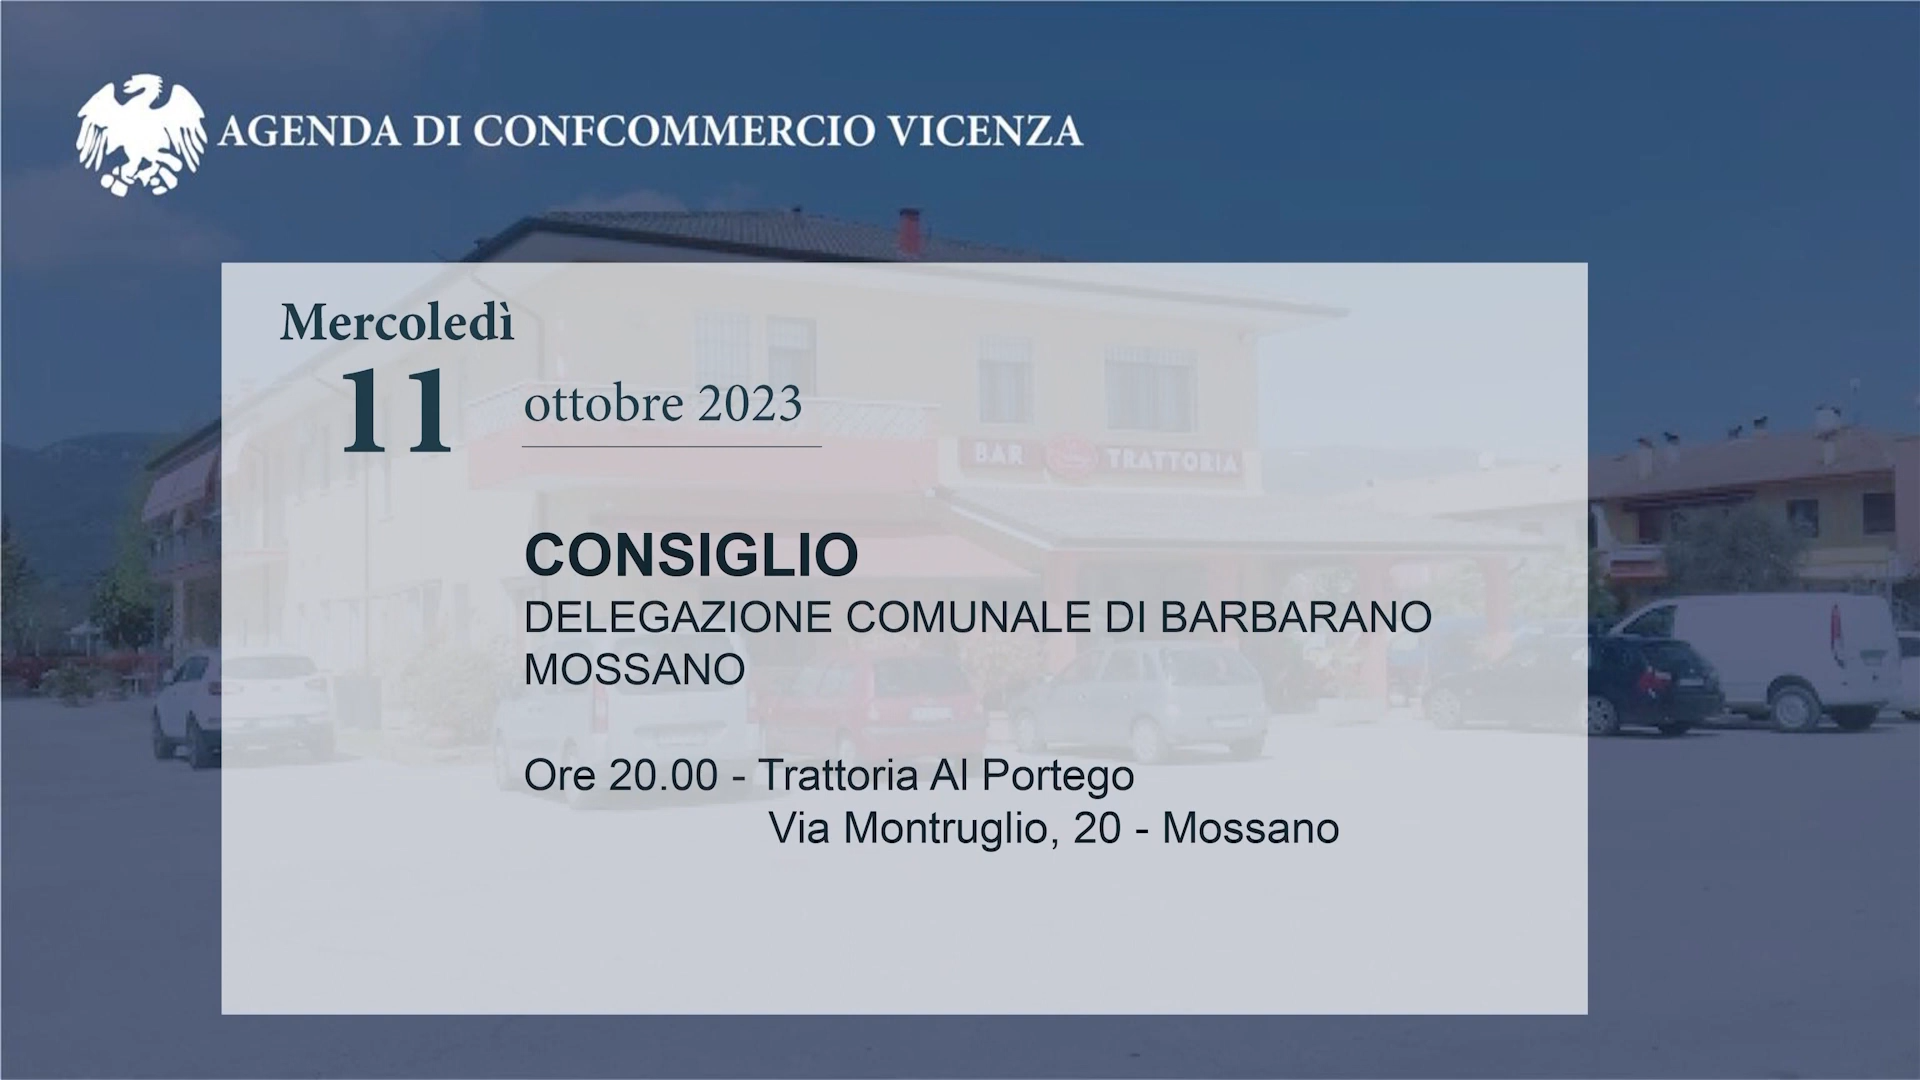 AGENDA DI CONFCOMMERCIO VICENZA
Mercoledì
11 ottobre 2023
BAR TRATTORIA
CONSIGLIO
DELEGAZIONE COMUNALE DI BARBARANO
MOSSANO
Ore 20.00 - Trattoria Al Portego
Via Montruglio, 20 - Mossano